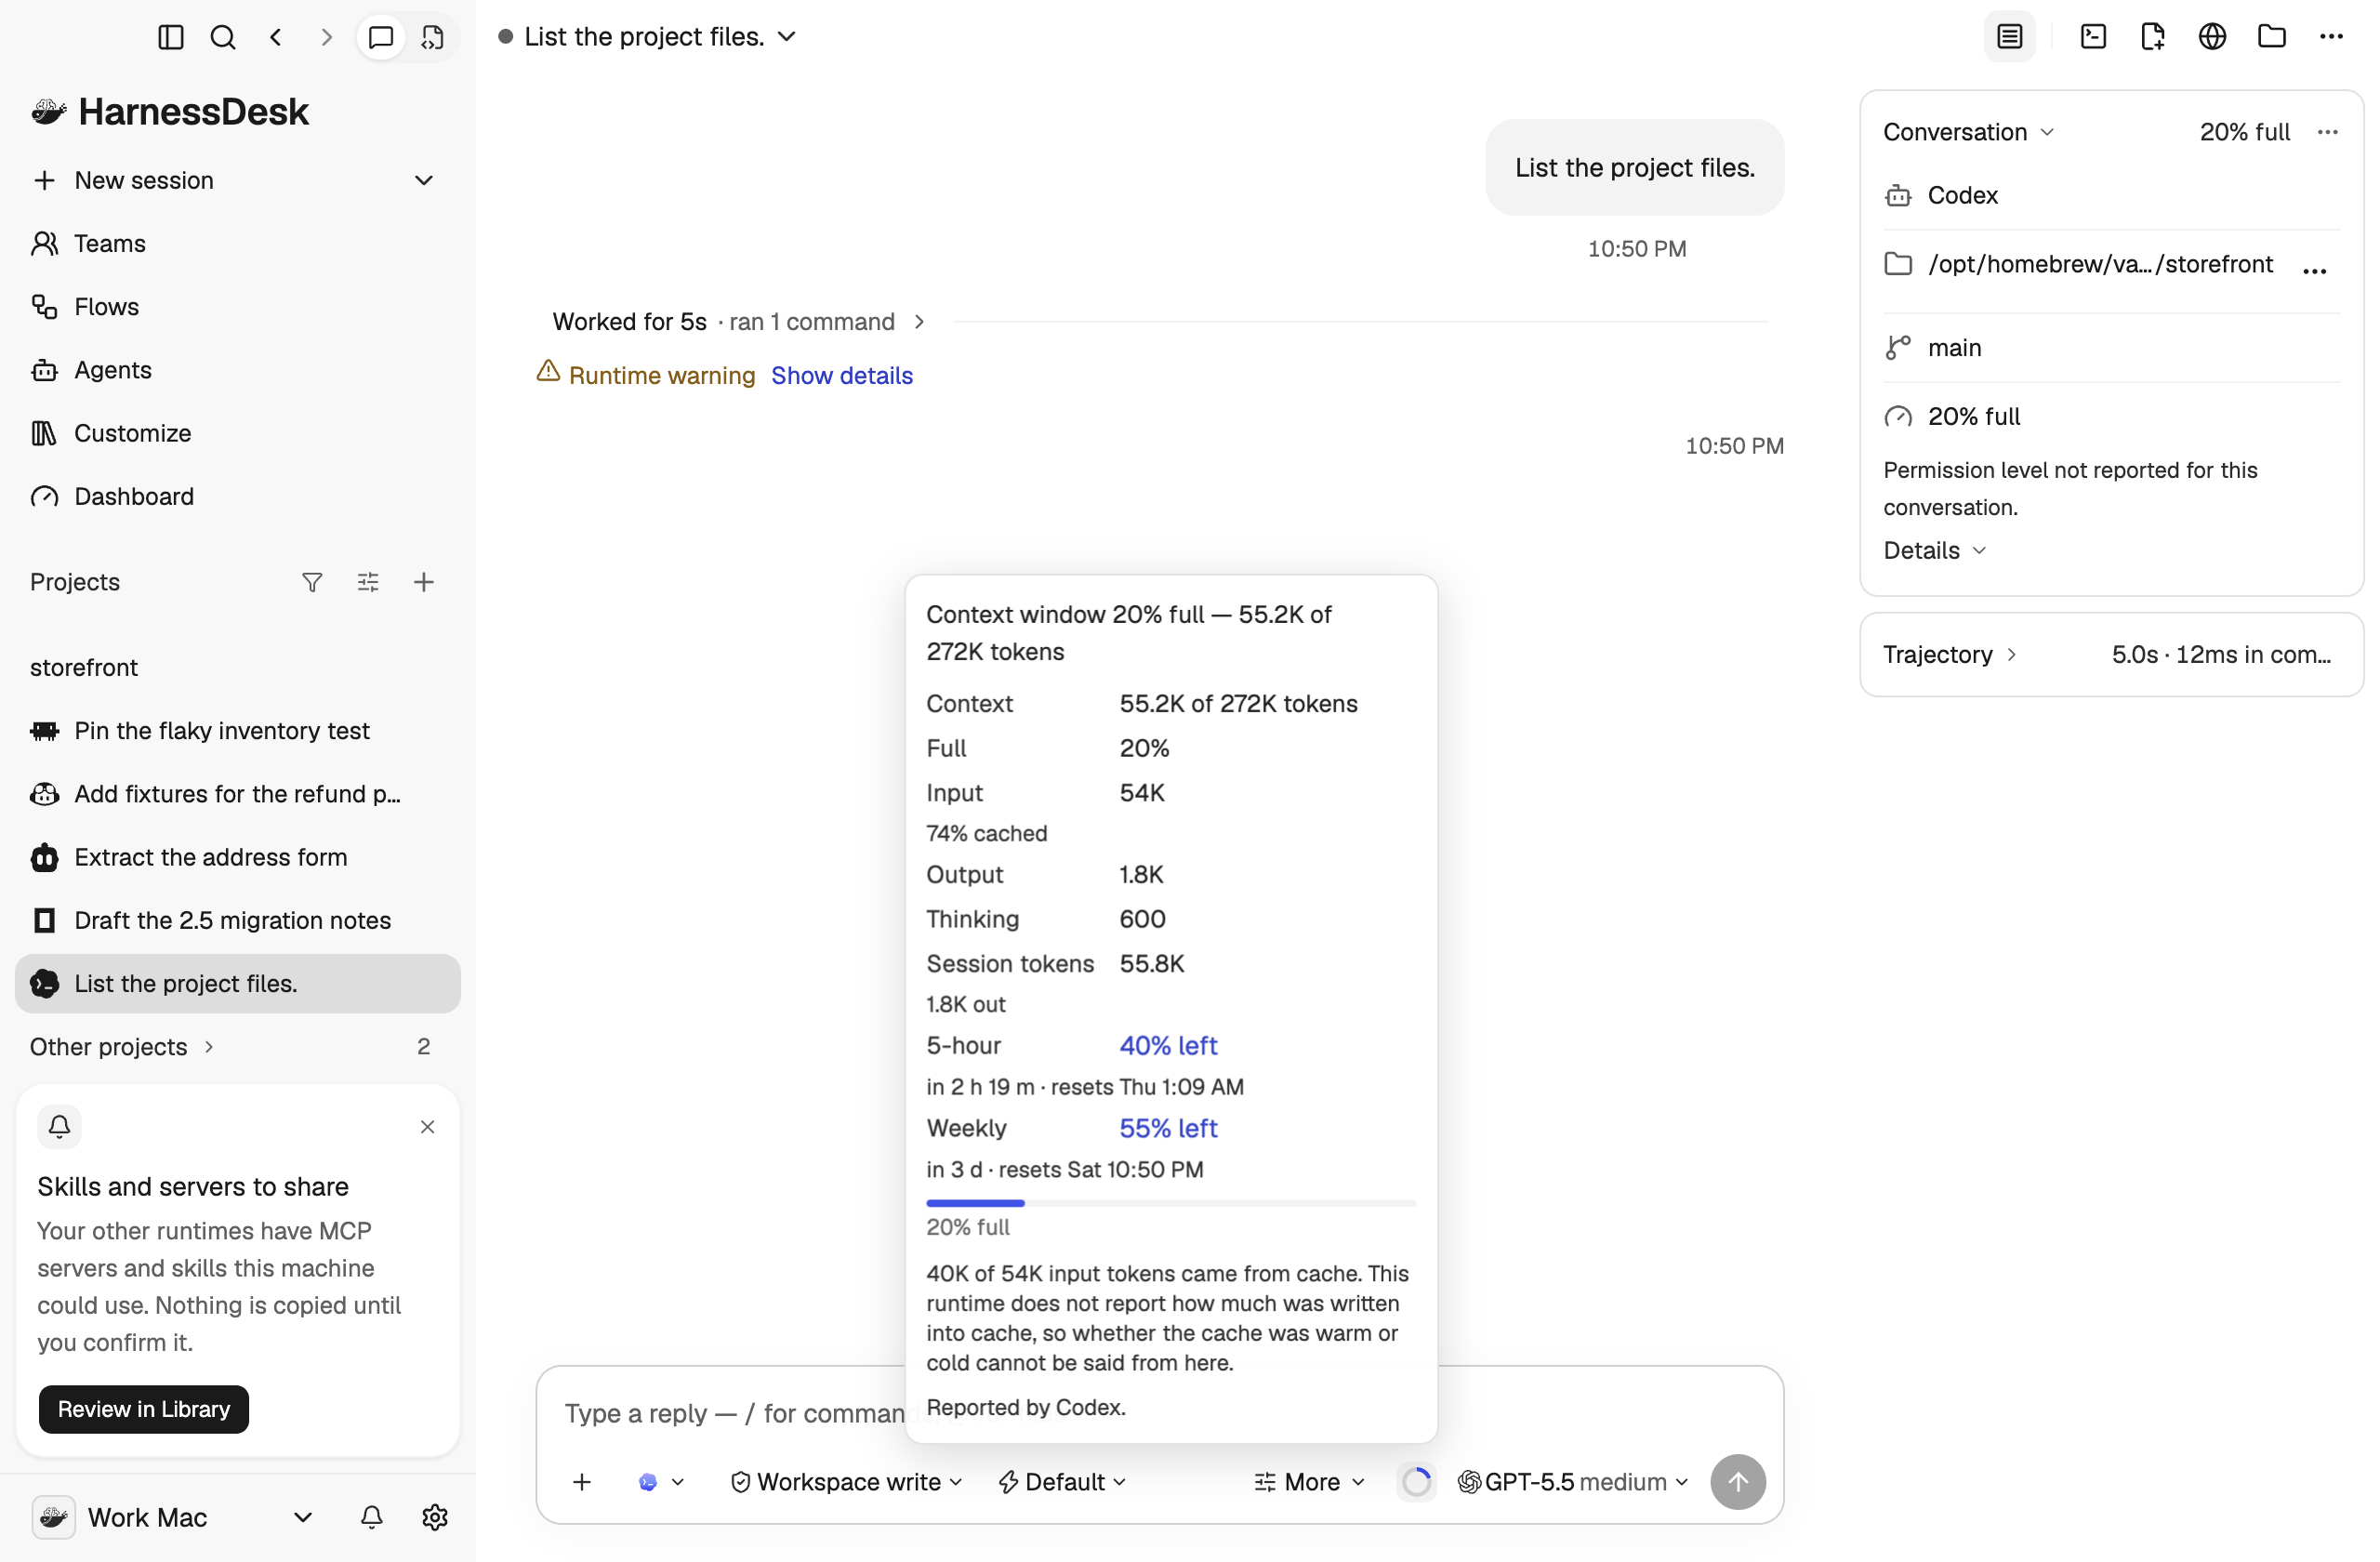 List the project files.
HarnessDesk
New session
Teams
Flows
Agents
Customize
Dashboard
Projects
storefront
Pin the flaky inventory test
Add fixtures for the refund p...
Extract the address form
Draft the 2.5 migration notes
List the project files.
Other projects 2
Skills and servers to share
Your other runtimes have MCP
servers and skills this machine
could use. Nothing is copied until
you confirm it.
Review in Library
Work Mac
List the project files.
10:50 PM
Worked for 5s · ran 1 command
Runtime warning Show details
10:50 PM
Context window 20% full — 55.2K of
272K tokens
Context 55.2K of 272K tokens
Full 20%
Input 54K
74% cached
Output 1.8K
Thinking 600
Session tokens 55.8K
1.8K out
5-hour 40% left
in 2 h 19 m · resets Thu 1:09 AM
Weekly 55% left
in 3 d · resets Sat 10:50 PM
20% full
40K of 54K input tokens came from cache. This
runtime does not report how much was written
into cache, so whether the cache was warm or
cold cannot be said from here.
Reported by Codex.
Type a reply — / for command
Workspace write Default More GPT-5.5 medium
Conversation 20% full
Codex
/opt/homebrew/va.../storefront
main
20% full
Permission level not reported for this
conversation.
Details
Trajectory 5.0s · 12ms in com...